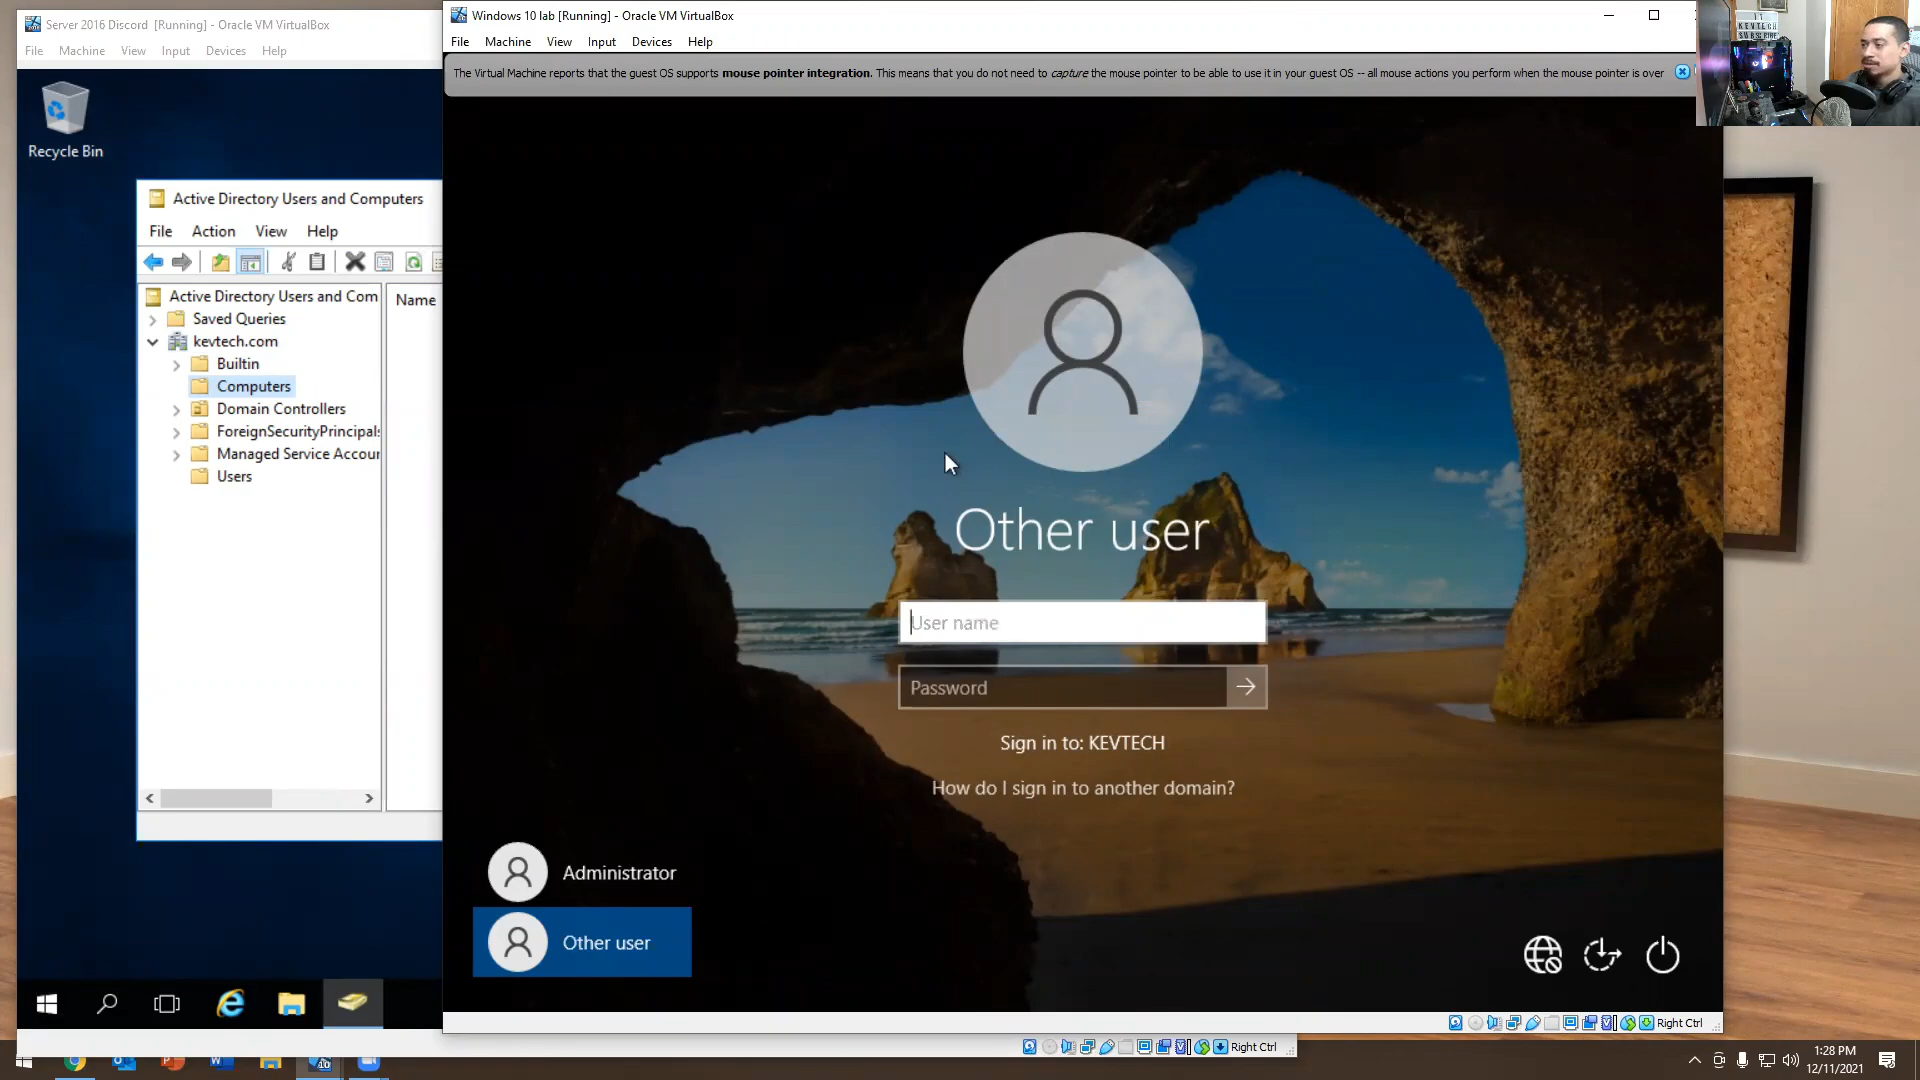 Server 2016 Discord [Running] - Oracle VM VirtualBox
File Machine View Input Devices Help
Recycle Bin
Active Directory Users and Computers
File Action View Help
Active Directory Users and Com
Name
Saved Queries
kevtech.com
Builtin
Computers
Domain Controllers
ForeignSecurityPrincipals
Managed Service Accour
Users
Windows 10 lab [Running] - Oracle VM VirtualBox
File Machine View Input Devices Help
The Virtual Machine reports that the guest OS supports mouse pointer integration. This means that you do not need to capture the mouse pointer to be able to use it in your guest OS -- all mouse actions you perform when the mouse pointer is over
Other user
User name
Password
Sign in to: KEVTECH
How do I sign in to another domain?
Administrator
Other user
Right Ctrl
Right Ctrl
IT
KEVTECH
SUBSCRIBE
1:28 PM
12/11/2021